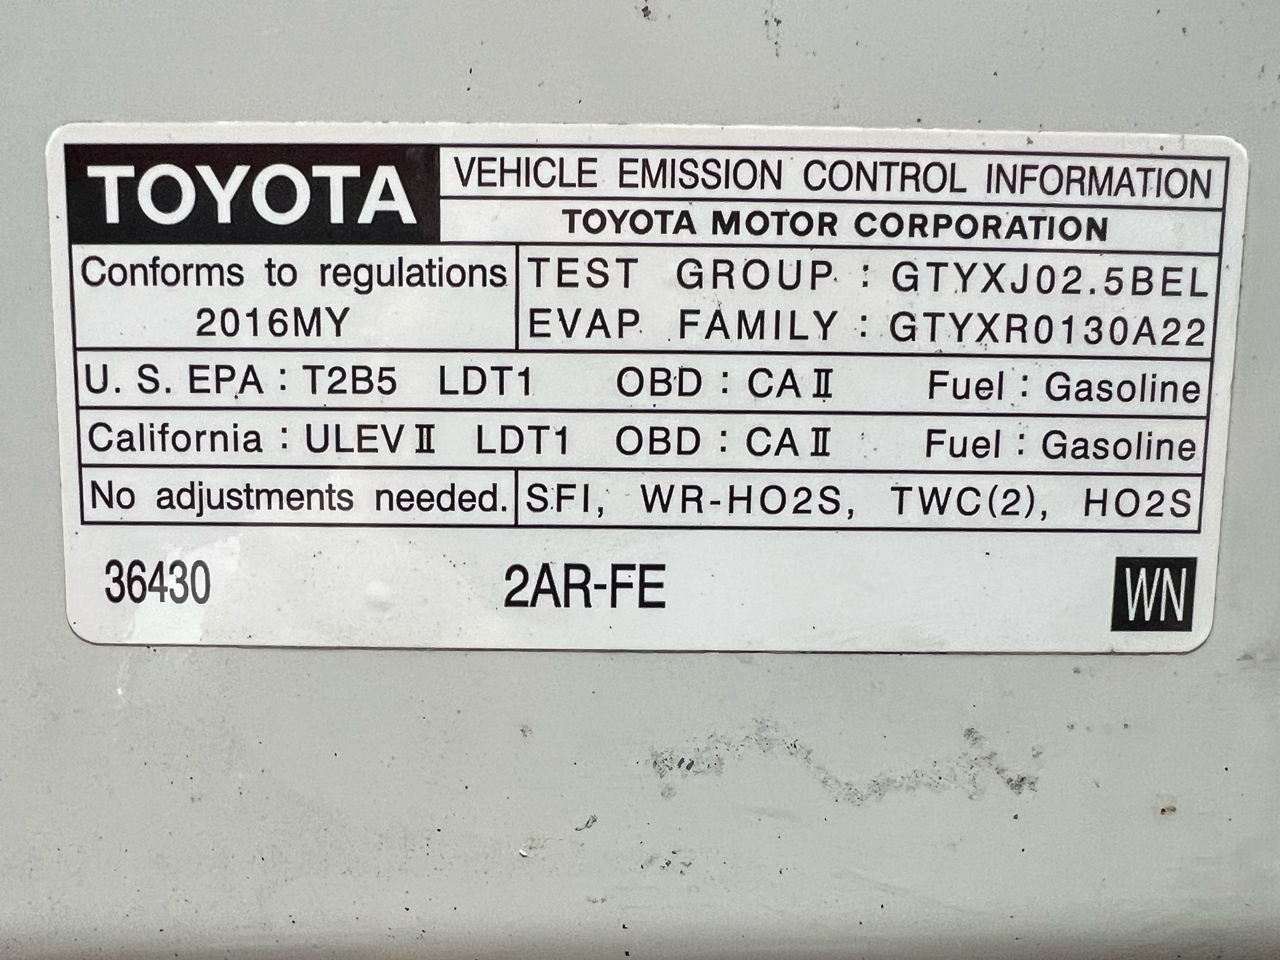 TOYOTA
VEHICLE EMISSION CONTROL INFORMATION
TOYOTA MOTOR CORPORATION
Conforms to regulations
2016MY
TEST GROUP : GTYXJ02.5BEL
EVAP FAMILY : GTYXR0130A22
U. S. EPA : T2B5 LDT1 OBD : CA II Fuel : Gasoline
California : ULEV II LDT1 OBD : CA II Fuel : Gasoline
No adjustments needed.
SFI, WR-HO2S, TWC(2), HO2S
36430
2AR-FE
WN